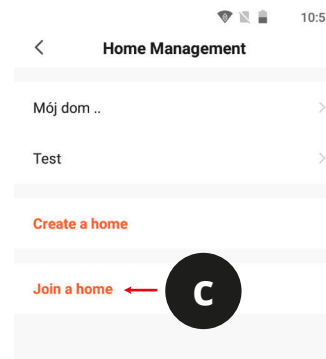 10:5
Home Management
Mój dom ..
Test
Create a home
Join a home
C